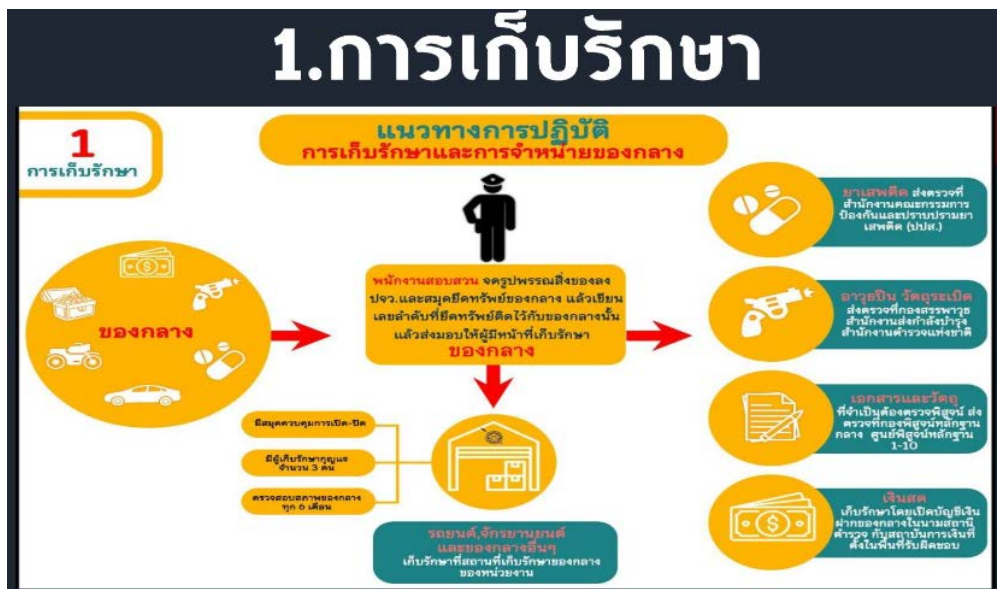 1.การเก็บรักษา
1
การเก็บรักษา
แนวทางการปฏิบัติ
การเก็บรักษาและการจำหน่ายของกลาง
ของกลาง
พนักงานสอบสวน จดรูปพรรณสิ่งของลง
ปจว.และสมุดยึดทรัพย์ของกลาง แล้วเขียน
เลขลำดับที่ยึดทรัพย์ติดไว้กับของกลางนั้น
แล้วส่งมอบให้ผู้มีหน้าที่เก็บรักษา
ของกลาง
มีสมุดควบคุมการเปิด-ปิด
มีผู้เก็บรักษากุญแจ
จำนวน 3 คน
ตรวจสอบสภาพของกลาง
ทุก 6 เดือน
รถยนต์,จักรยานยนต์
และของกลางอื่นๆ
เก็บรักษาที่สถานที่เก็บรักษาของกลาง
ของหน่วยงาน
ยาเสพติด ส่งตรวจที่
สำนักงานคณะกรรมการ
ป้องกันและปราบปรามยา
เสพติด (ปปส.)
อาวุธปืน วัตถุระเบิด
ส่งตรวจที่กองสรรพาวุธ
สำนักงานส่งกำลังบำรุง
สำนักงานตำรวจแห่งชาติ
เอกสารและวัตถุ
ที่จำเป็นต้องตรวจพิสูจน์ ส่ง
ตรวจที่กองพิสูจน์หลักฐาน
กลาง ศูนย์พิสูจน์หลักฐาน
1-10
เงินสด
เก็บรักษาโดยเปิดบัญชีเงิน
ฝากของกลางในนามสถานี
ตำรวจ กับสถาบันการเงินที่
ตั้งในพื้นที่รับผิดชอบ